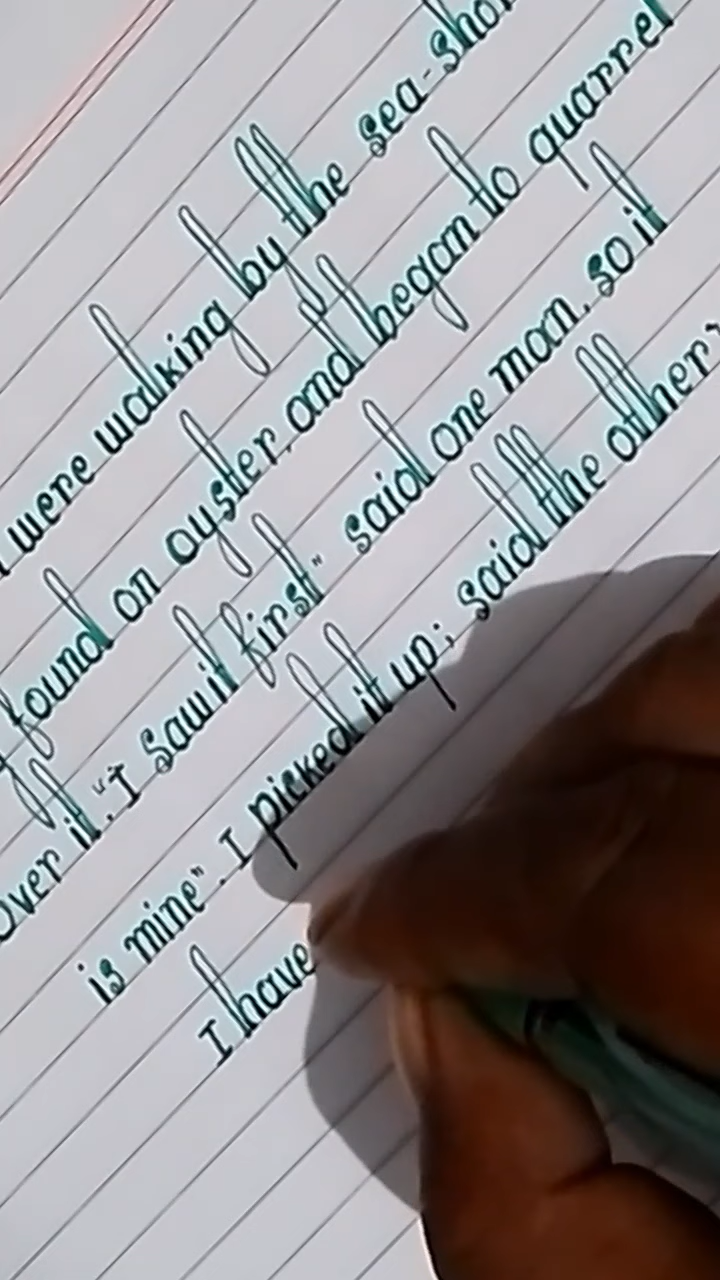 were walking by the sea-shor
found an oyster, and began to quarrel
over it. "I saw it first" said one man, so it
is mine". I picked it up; said the other"
I have